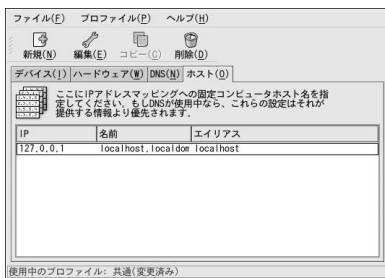 ファイル(F) プロファイル(P) ヘルプ(H)
新規(N) 編集(E) コピー(C) 削除(D)
デバイス(I) ハードウェア(W) DNS(N) ホスト(O)
ここにIPアドレスマッピングへの固定コンピュータホスト名を指
定してください. もしDNSが使用中なら、これらの設定はそれが
提供する情報より優先されます.
IP 名前 エイリアス
127.0.0.1 localhost.localdom localhost
使用中のプロファイル: 共通(変更済み)